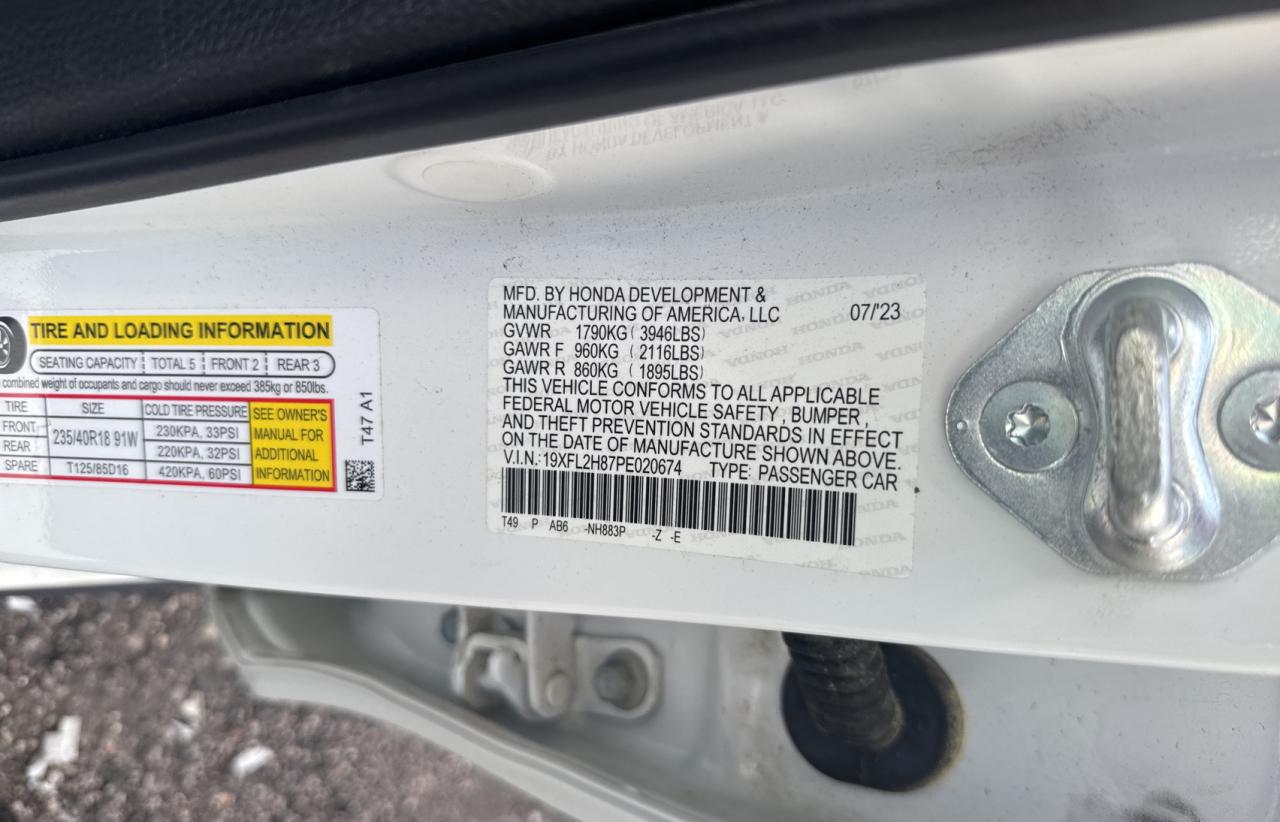 TIRE AND LOADING INFORMATION
SEATING CAPACITY TOTAL 5 FRONT 2 REAR 3
combined weight of occupants and cargo should never exceed 385kg or 850lbs.
TIRE SIZE COLD TIRE PRESSURE SEE OWNER'S MANUAL FOR ADDITIONAL INFORMATION
FRONT 235/40R18 91W 230KPA, 33PSI
REAR 220KPA, 32PSI
SPARE T125/85D16 420KPA, 60PSI
T47 A1
MFD. BY HONDA DEVELOPMENT &
MANUFACTURING OF AMERICA, LLC 07/'23
GVWR 1790KG ( 3946LBS)
GAWR F 960KG ( 2116LBS)
GAWR R 860KG ( 1895LBS)
THIS VEHICLE CONFORMS TO ALL APPLICABLE
FEDERAL MOTOR VEHICLE SAFETY , BUMPER ,
AND THEFT PREVENTION STANDARDS IN EFFECT
ON THE DATE OF MANUFACTURE SHOWN ABOVE.
V.I.N: 19XFL2H87PE020674 TYPE: PASSENGER CAR
T49 P AB6 -NH883P -Z -E